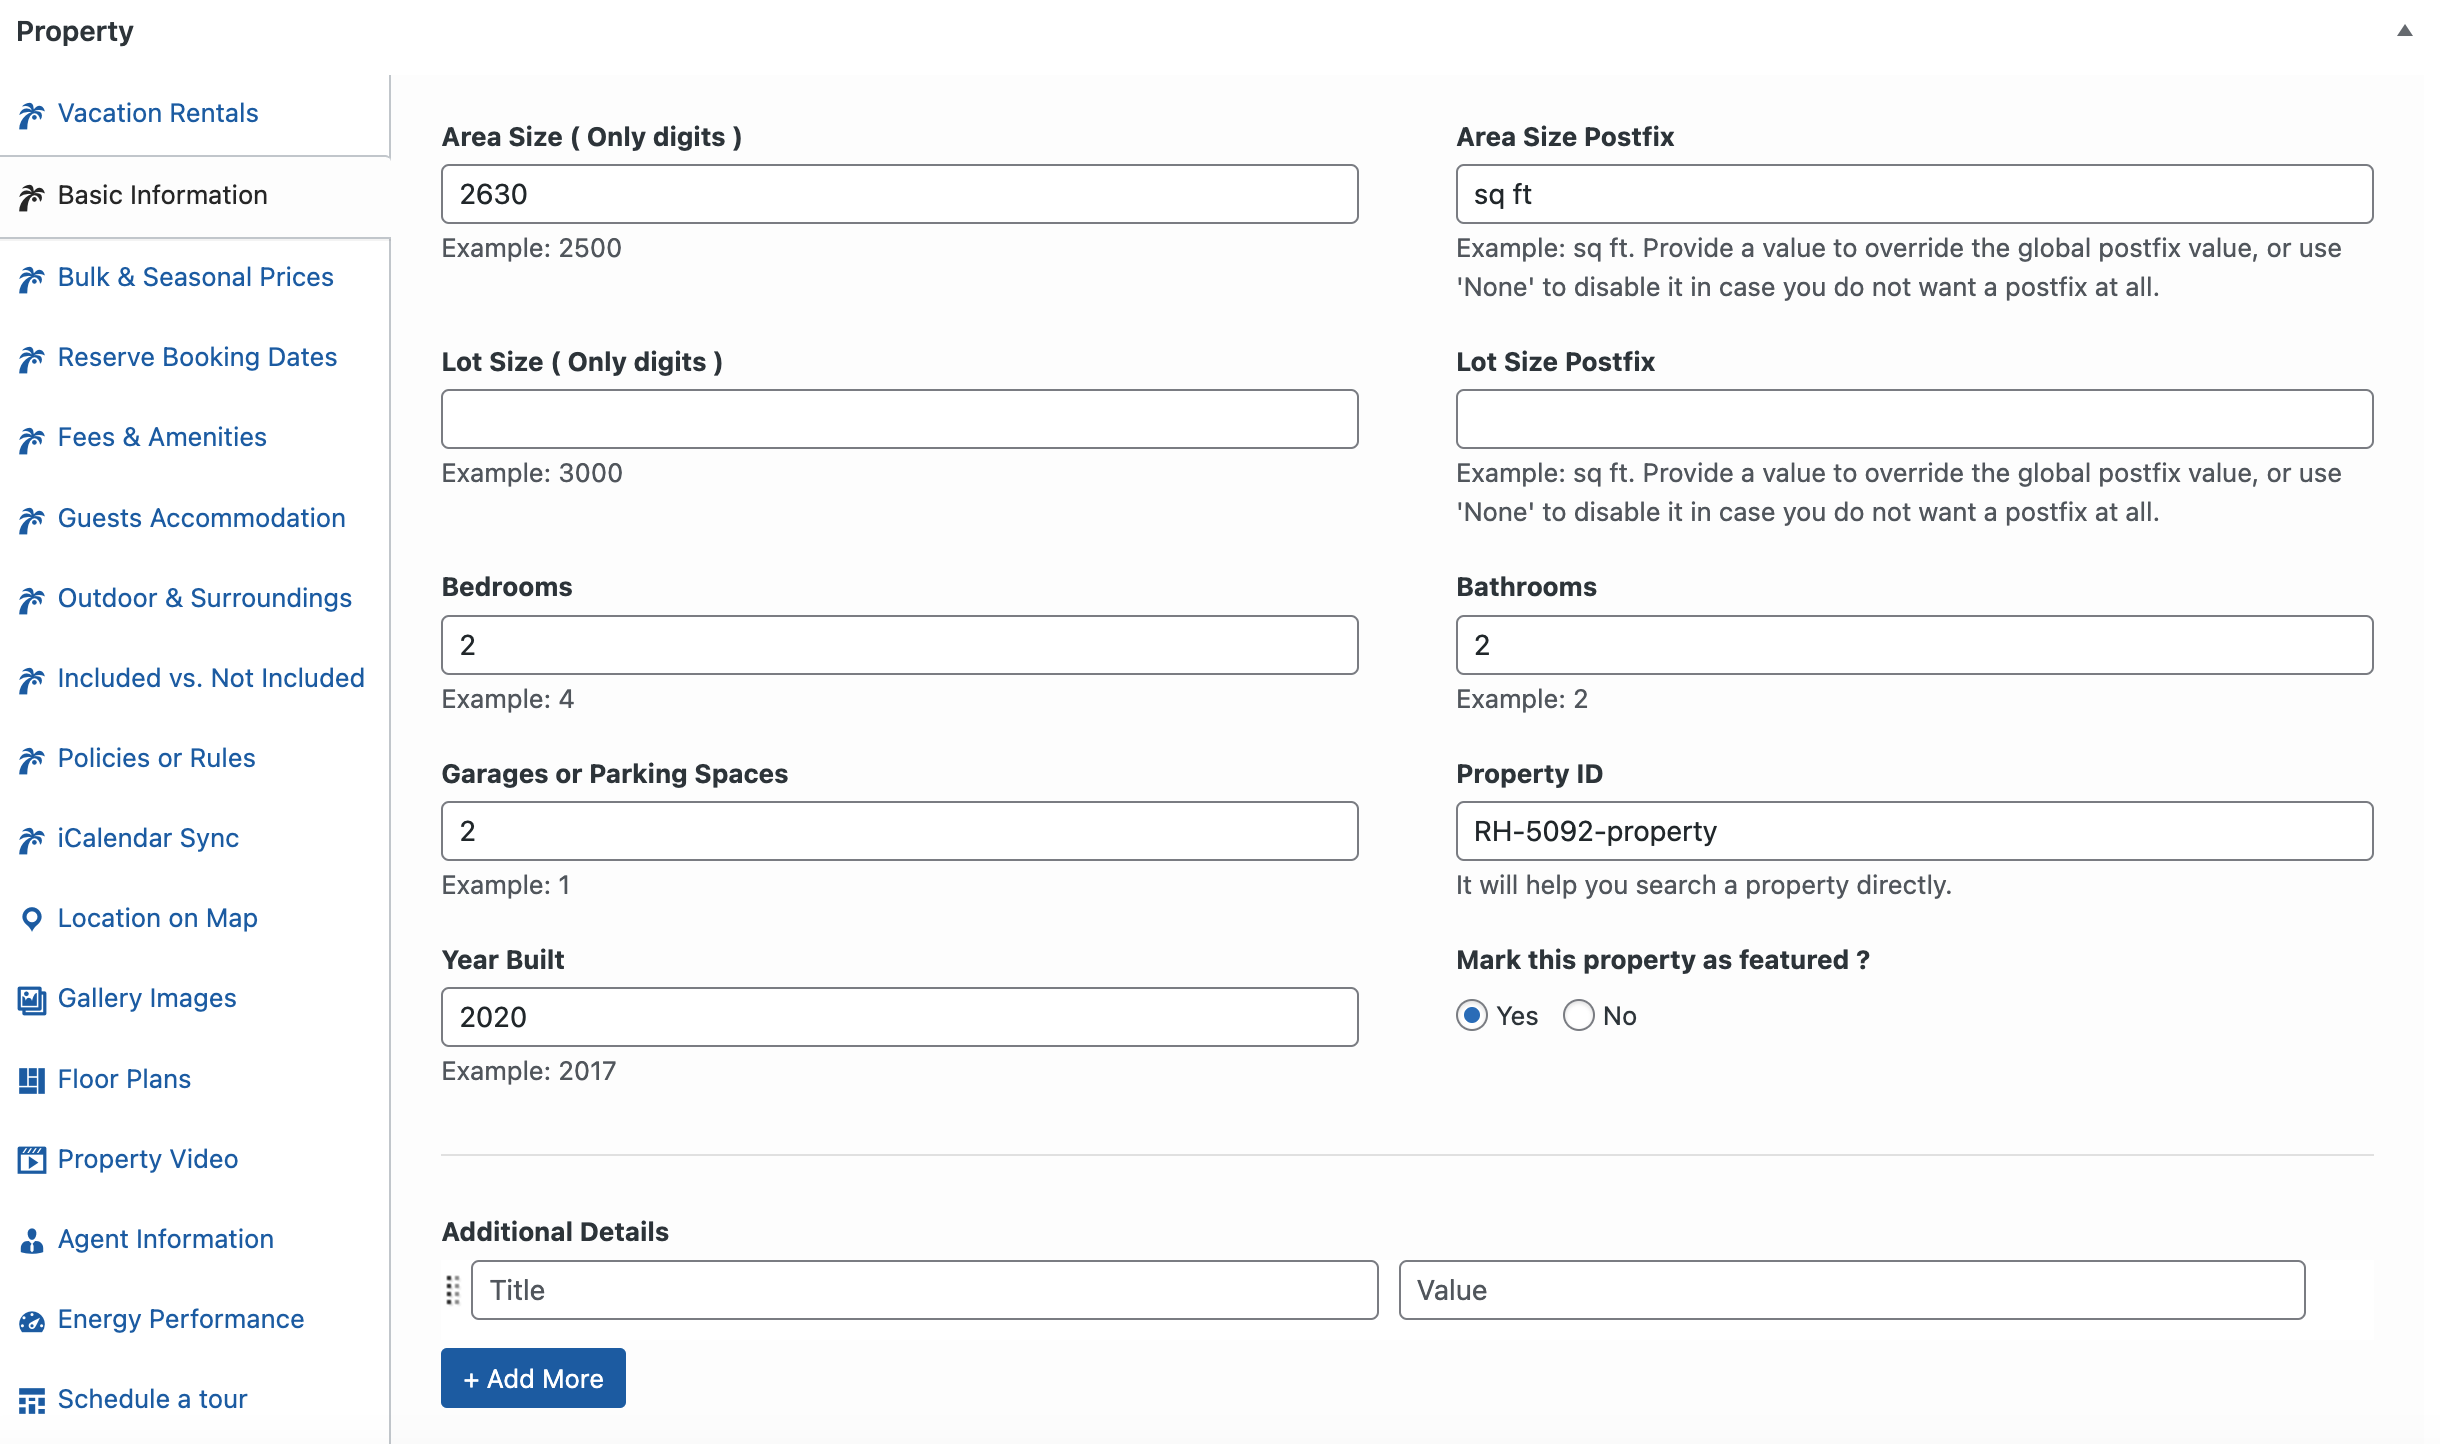 Property
Vacation Rentals
Basic Information
Bulk & Seasonal Prices
Reserve Booking Dates
Fees & Amenities
Guests Accommodation
Outdoor & Surroundings
Included vs. Not Included
Policies or Rules
iCalendar Sync
Location on Map
Gallery Images
Floor Plans
Property Video
Agent Information
Energy Performance
Schedule a tour
Area Size ( Only digits )
2630
Example: 2500
Area Size Postfix
sq ft
Example: sq ft. Provide a value to override the global postfix value, or use
'None' to disable it in case you do not want a postfix at all.
Lot Size ( Only digits )
Example: 3000
Lot Size Postfix
Example: sq ft. Provide a value to override the global postfix value, or use
'None' to disable it in case you do not want a postfix at all.
Bedrooms
2
Example: 4
Bathrooms
2
Example: 2
Garages or Parking Spaces
2
Example: 1
Property ID
RH-5092-property
It will help you search a property directly.
Year Built
2020
Example: 2017
Mark this property as featured ?
Yes No
Additional Details
Title Value
+ Add More